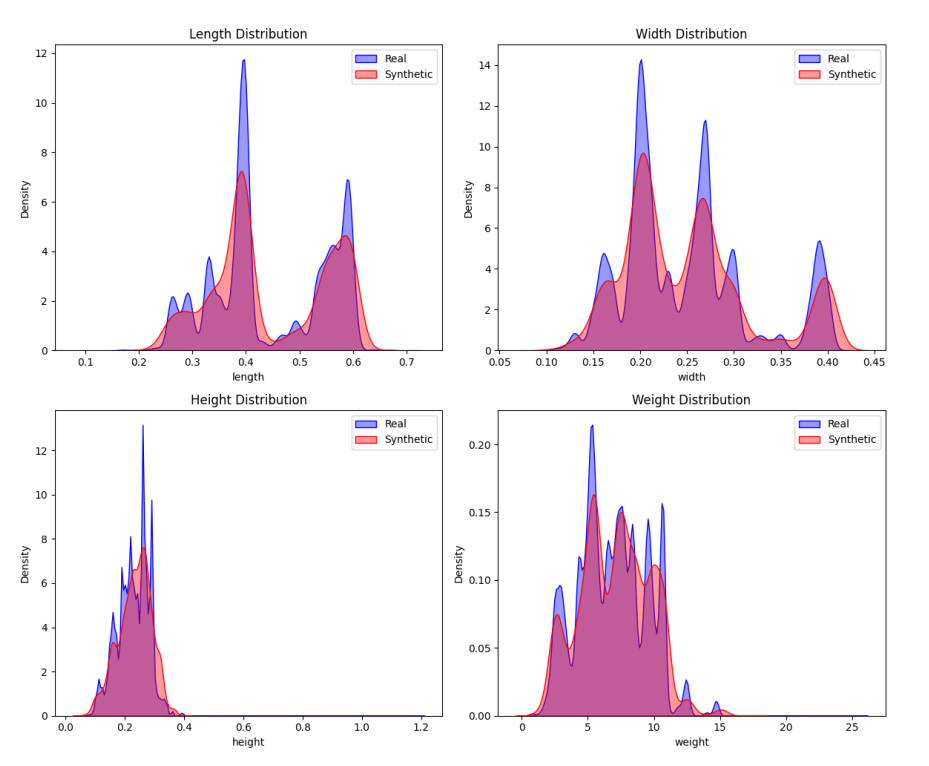 Length Distribution
12
10
8
6
4
2
0
Density
0.1
0.2
0.3
0.4
0.5
0.6
0.7
length
Real
Synthetic
Width Distribution
14
12
10
8
6
4
2
0
Density
0.05
0.10
0.15
0.20
0.25
0.30
0.35
0.40
0.45
width
Real
Synthetic
Height Distribution
12
10
8
6
4
2
0
Density
0.0
0.2
0.4
0.6
0.8
1.0
1.2
height
Real
Synthetic
Weight Distribution
0.20
0.15
0.10
0.05
0.00
Density
0
5
10
15
20
25
weight
Real
Synthetic